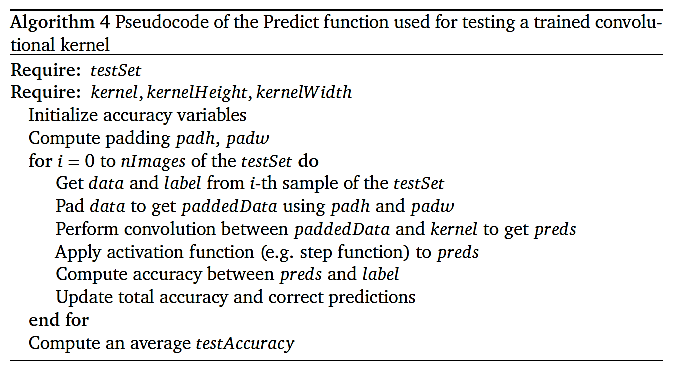 Algorithm 4 Pseudocode of the Predict function used for testing a trained convolu-
tional kernel
Require: testSet
Require: kernel, kernelHeight, kernelWidth
Initialize accuracy variables
Compute padding padh, padw
for i = 0 to nImages of the testSet do
Get data and label from i-th sample of the testSet
Pad data to get paddedData using padh and padw
Perform convolution between paddedData and kernel to get preds
Apply activation function (e.g. step function) to preds
Compute accuracy between preds and label
Update total accuracy and correct predictions
end for
Compute an average testAccuracy